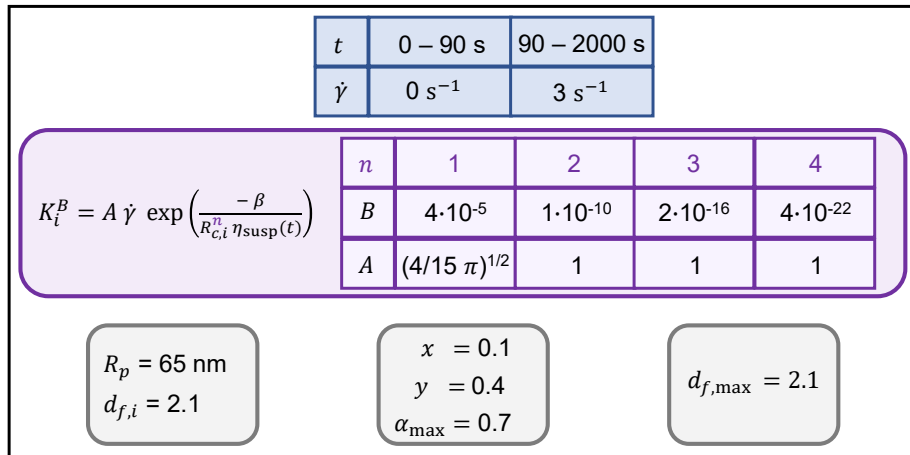 t 0 – 90 s 90 – 2000 s
γ̇ 0 s⁻¹ 3 s⁻¹
K_i^B = A γ̇ exp(−β / (R_{c,i}^n η_susp(t)))
n 1 2 3 4
B 4·10⁻⁵ 1·10⁻¹⁰ 2·10⁻¹⁶ 4·10⁻²²
A (4/15 π)^{1/2} 1 1 1
R_p = 65 nm
d_{f,i} = 2.1
x = 0.1
y = 0.4
α_max = 0.7
d_{f,max} = 2.1